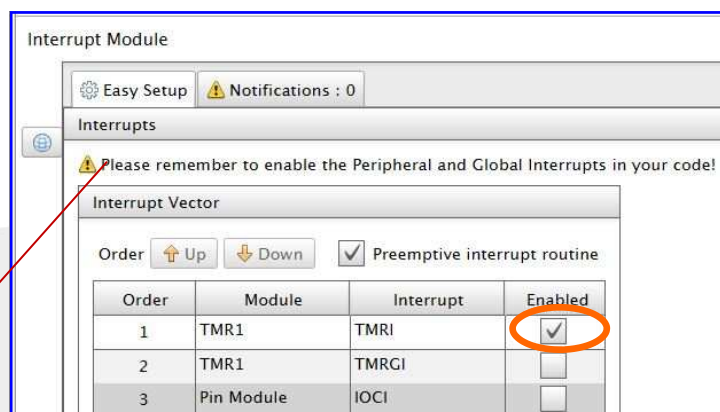 Interrupt Module
Easy Setup Notifications : 0
Interrupts
Please remember to enable the Peripheral and Global Interrupts in your code!
Interrupt Vector
Order Up Down Preemptive interrupt routine
Order Module Interrupt Enabled
1 TMR1 TMRI
2 TMR1 TMRGI
3 Pin Module IOCI